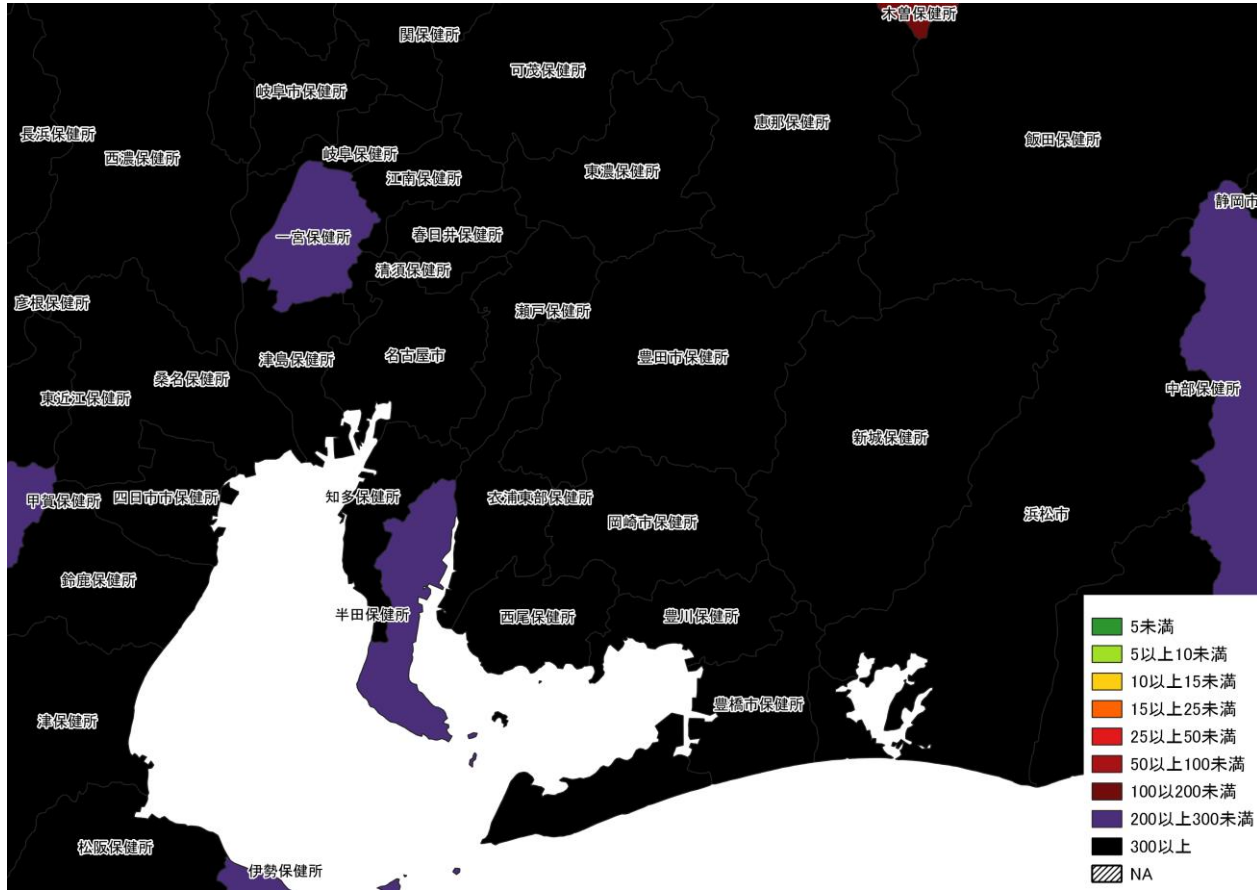 木曽保健所
関保健所
可茂保健所
岐阜市保健所
恵那保健所
長浜保健所
飯田保健所
西濃保健所
岐阜保健所
東濃保健所
江南保健所
静岡市
一宮保健所
春日井保健所
清須保健所
彦根保健所
瀬戸保健所
津島保健所
名古屋市
豊田市保健所
桑名保健所
中部保健所
東近江保健所
新城保健所
甲賀保健所
四日市市保健所
知多保健所
衣浦東部保健所
浜松市
岡崎市保健所
鈴鹿保健所
半田保健所
西尾保健所
豊川保健所
津保健所
豊橋市保健所
松阪保健所
伊勢保健所
5未満
5以上10未満
10以上15未満
15以上25未満
25以上50未満
50以上100未満
100以200未満
200以上300未満
300以上
NA